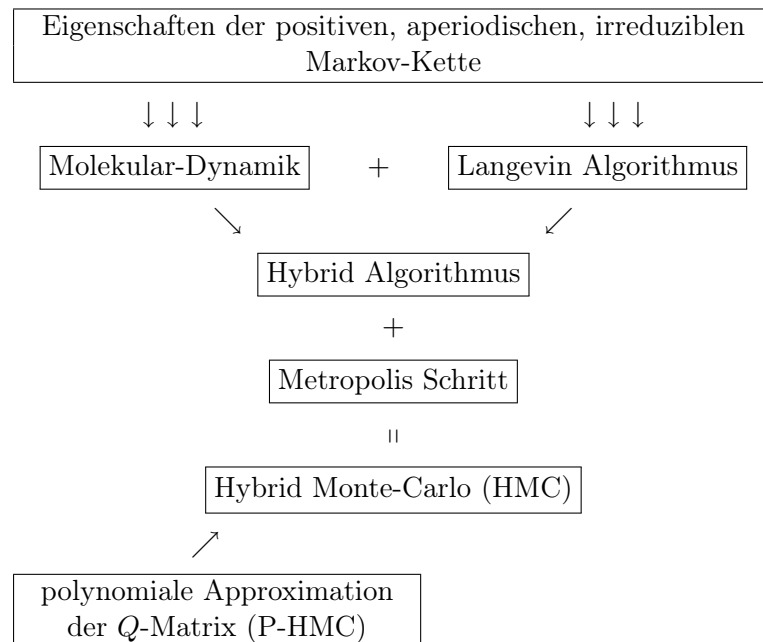 Eigenschaften der positiven, aperiodischen, irreduziblen
Markov-Kette
↓ ↓ ↓ ↓ ↓ ↓
Molekular-Dynamik + Langevin Algorithmus
↘ ↙
Hybrid Algorithmus
+
Metropolis Schritt
=
Hybrid Monte-Carlo (HMC)
↗
polynomiale Approximation
der Q-Matrix (P-HMC)